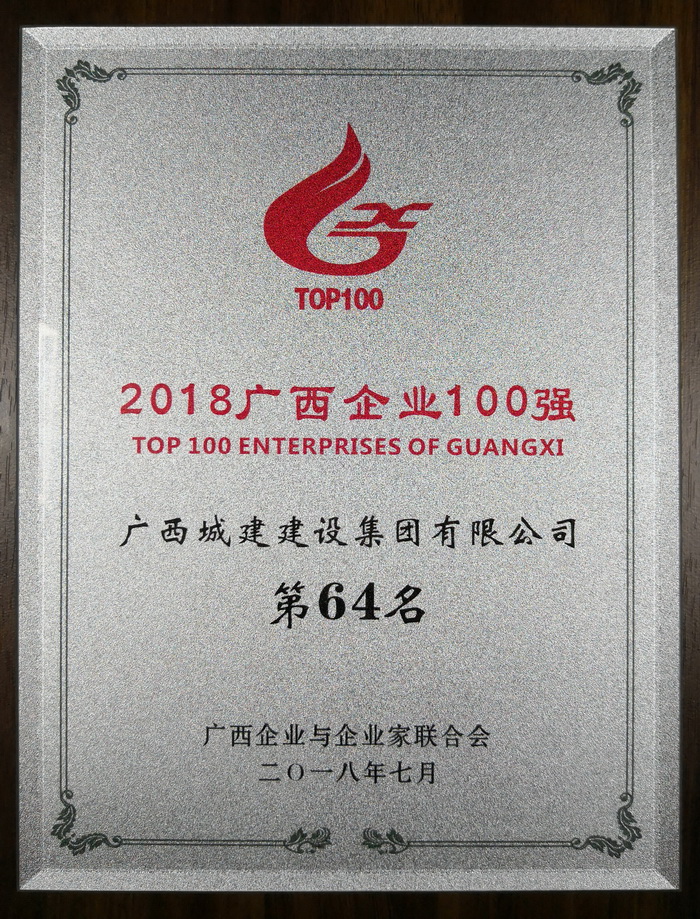 TOP100
2018广西企业100强
TOP 100 ENTERPRISES OF GUANGXI
广西城建建设集团有限公司
第64名
广西企业与企业家联合会
二〇一八年七月